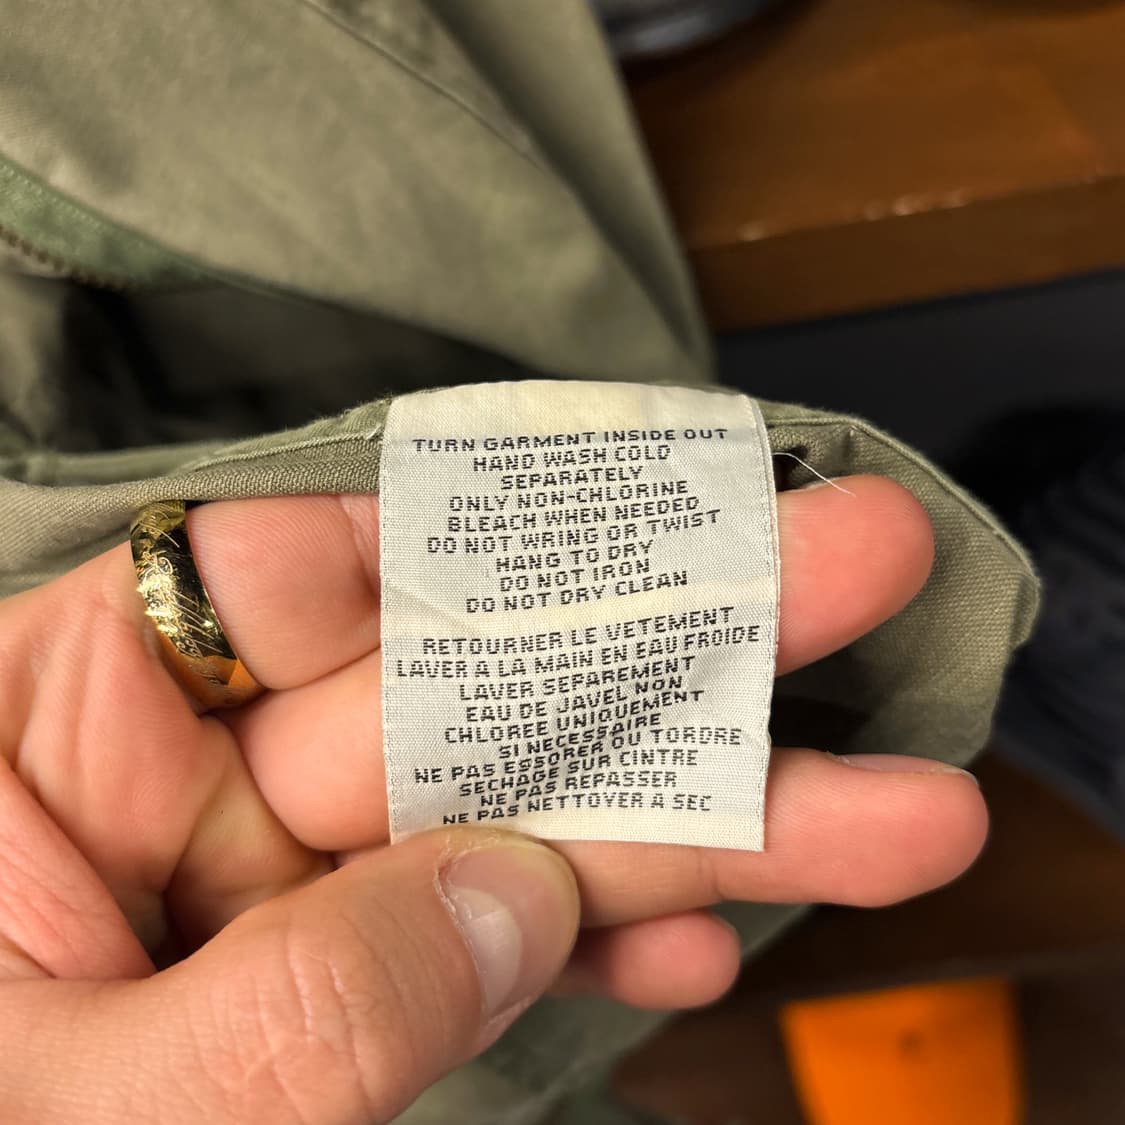 TURN GARMENT INSIDE OUT
HAND WASH COLD
SEPARATELY
ONLY NON-CHLORINE
BLEACH WHEN NEEDED
DO NOT WRING OR TWIST
HANG TO DRY
DO NOT IRON
DO NOT DRY CLEAN
RETOURNER LE VETEMENT
LAVER A LA MAIN EN EAU FROIDE
LAVER SEPAREMENT
EAU DE JAVEL NON
CHLOREE UNIQUEMENT
SI NECESSAIRE
NE PAS ESSORER OU TORDRE
SECHAGE SUR CINTRE
NE PAS REPASSER
NE PAS NETTOVER A SEC